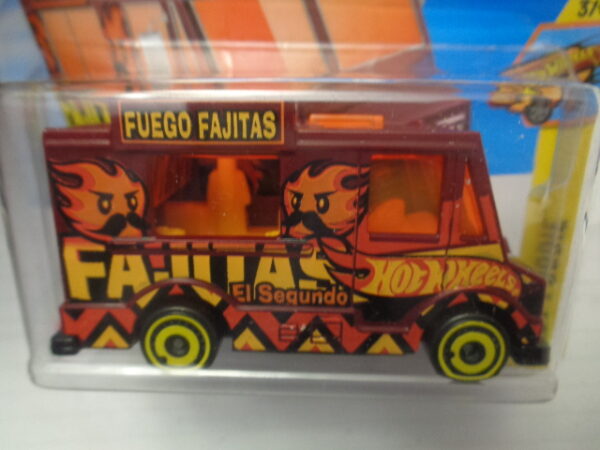 FUEGO FAJITAS
FAJITAS
El Segundo
HOT WHEELS